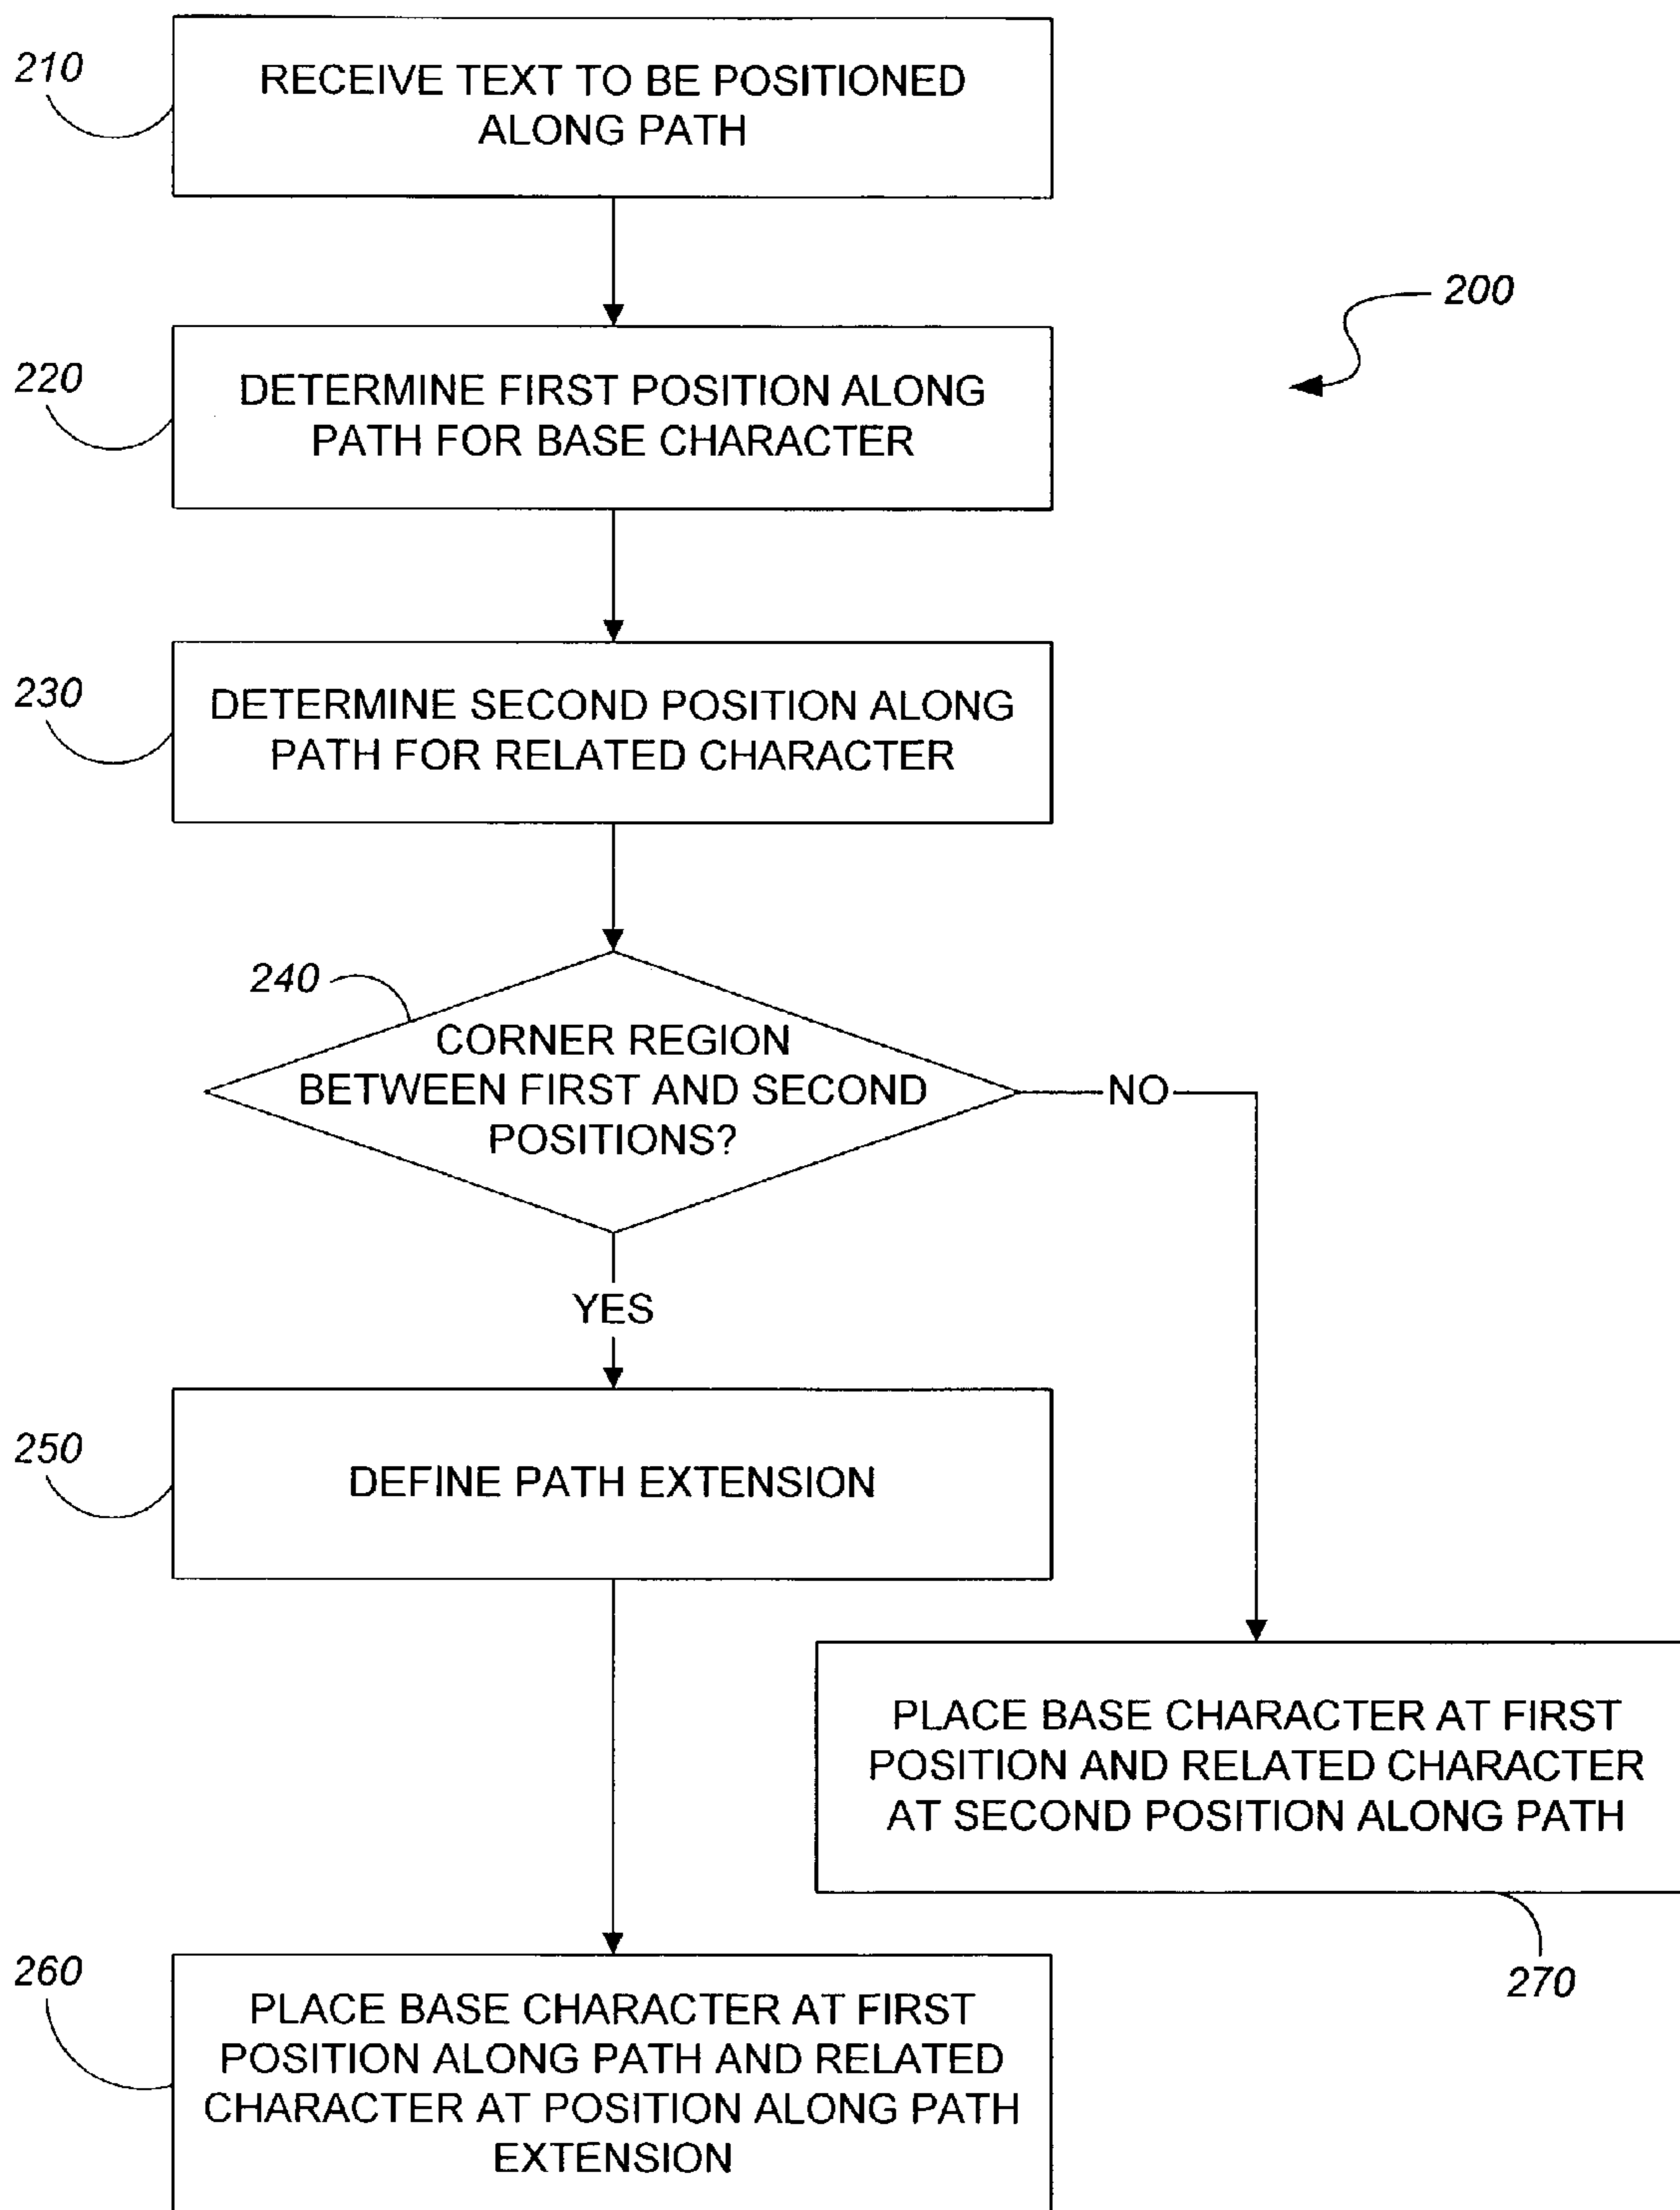 210
RECEIVE TEXT TO BE POSITIONED
ALONG PATH
200
220
DETERMINE FIRST POSITION ALONG
PATH FOR BASE CHARACTER
230
DETERMINE SECOND POSITION ALONG
PATH FOR RELATED CHARACTER
240
CORNER REGION
BETWEEN FIRST AND SECOND
POSITIONS?
NO
YES
250
DEFINE PATH EXTENSION
PLACE BASE CHARACTER AT FIRST
POSITION AND RELATED CHARACTER
AT SECOND POSITION ALONG PATH
270
260
PLACE BASE CHARACTER AT FIRST
POSITION ALONG PATH AND RELATED
CHARACTER AT POSITION ALONG PATH
EXTENSION